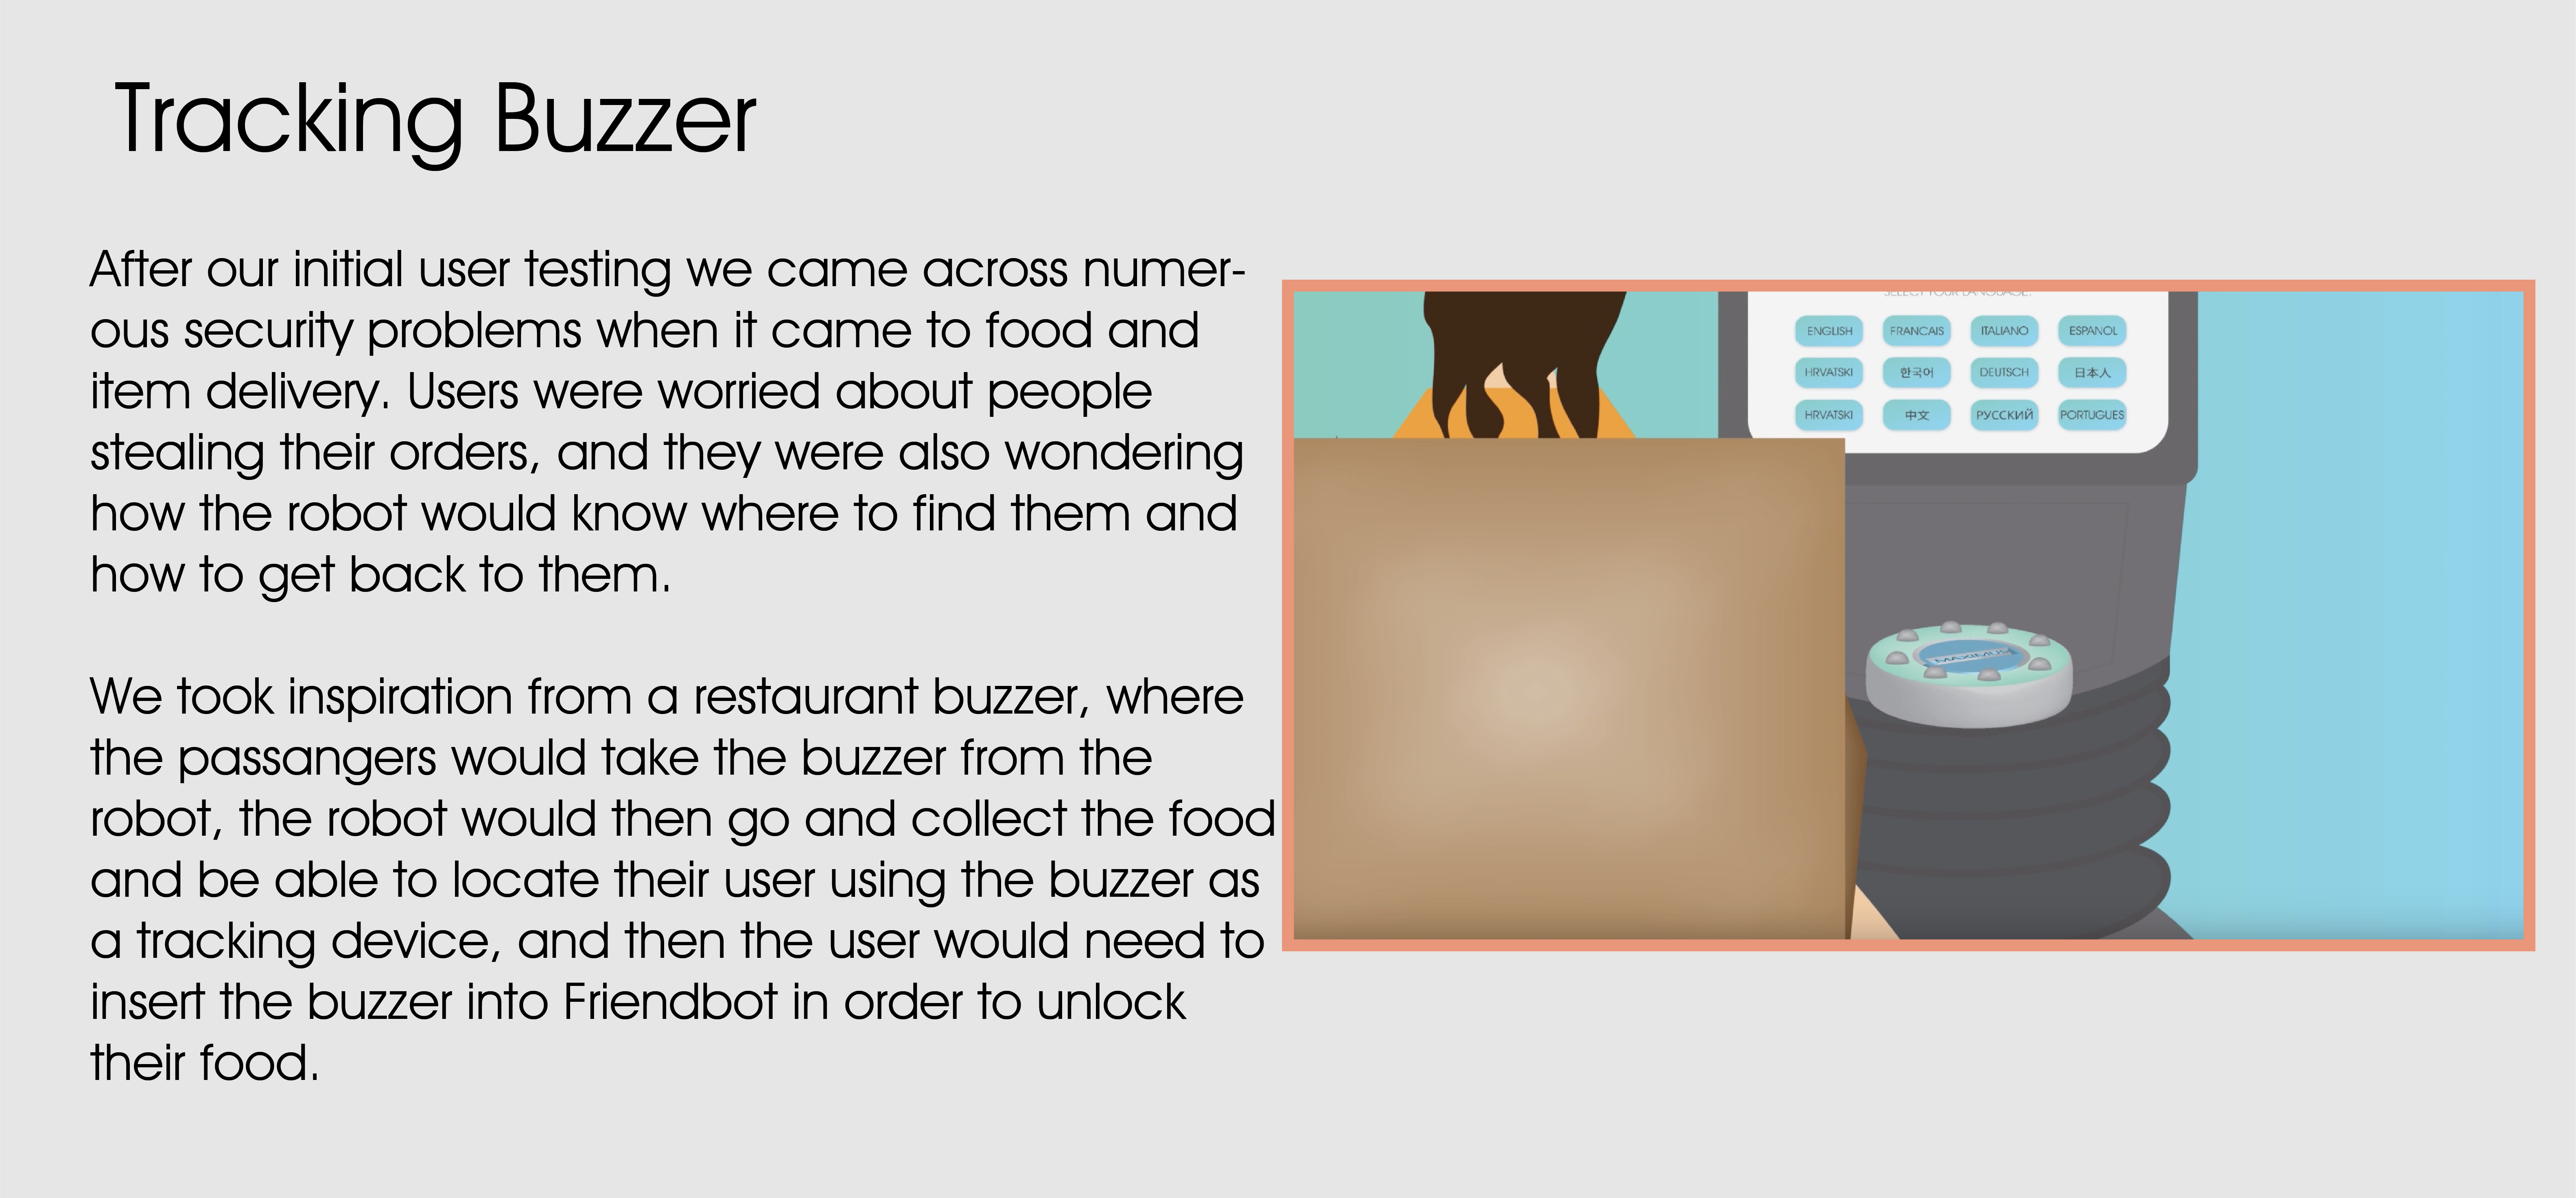 Tracking Buzzer
After our initial user testing we came across numer-
ous security problems when it came to food and
item delivery. Users were worried about people
stealing their orders, and they were also wondering
how the robot would know where to find them and
how to get back to them.
We took inspiration from a restaurant buzzer, where
the passangers would take the buzzer from the
robot, the robot would then go and collect the food
and be able to locate their user using the buzzer as
a tracking device, and then the user would need to
insert the buzzer into Friendbot in order to unlock
their food.
SELECT YOUR LANGUAGE:
ENGLISH FRANCAIS ITALIANO ESPANOL
HRVATSKI 한국어 DEUTSCH 日本人
HRVATSKI 中文 РУССКИЙ PORTUGUES
MAXIMUS